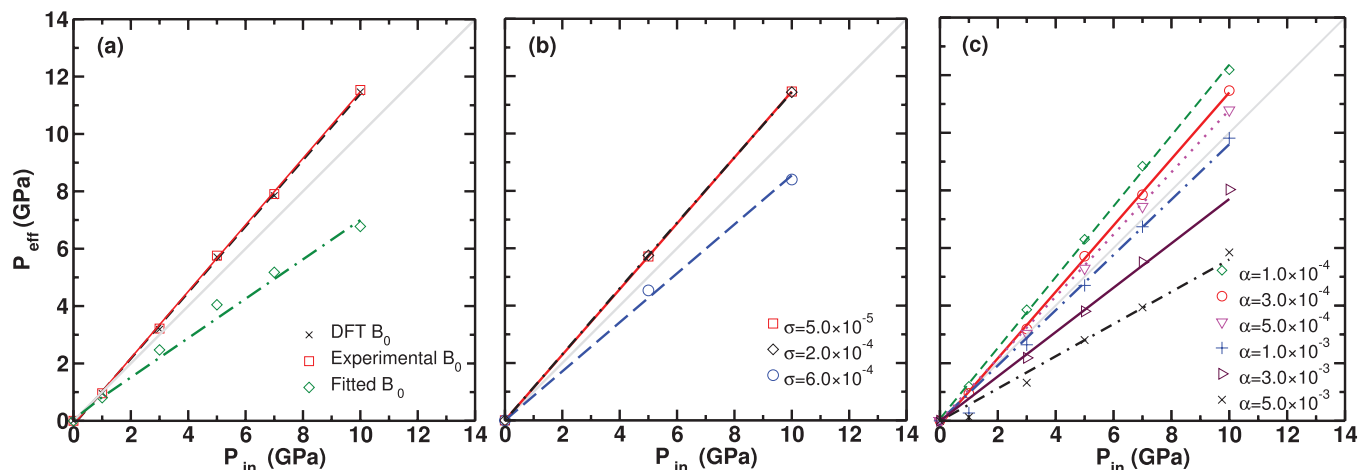 (a)
(b)
(c)
14
12
10
8
6
4
2
0
P_eff (GPa)
DFT B_0
Experimental B_0
Fitted B_0
σ=5.0×10^-5
σ=2.0×10^-4
σ=6.0×10^-4
α=1.0×10^-4
α=3.0×10^-4
α=5.0×10^-4
α=1.0×10^-3
α=3.0×10^-3
α=5.0×10^-3
0 2 4 6 8 10 12 14
0 2 4 6 8 10 12 14
0 2 4 6 8 10 12 14
P_in (GPa)
P_in (GPa)
P_in (GPa)